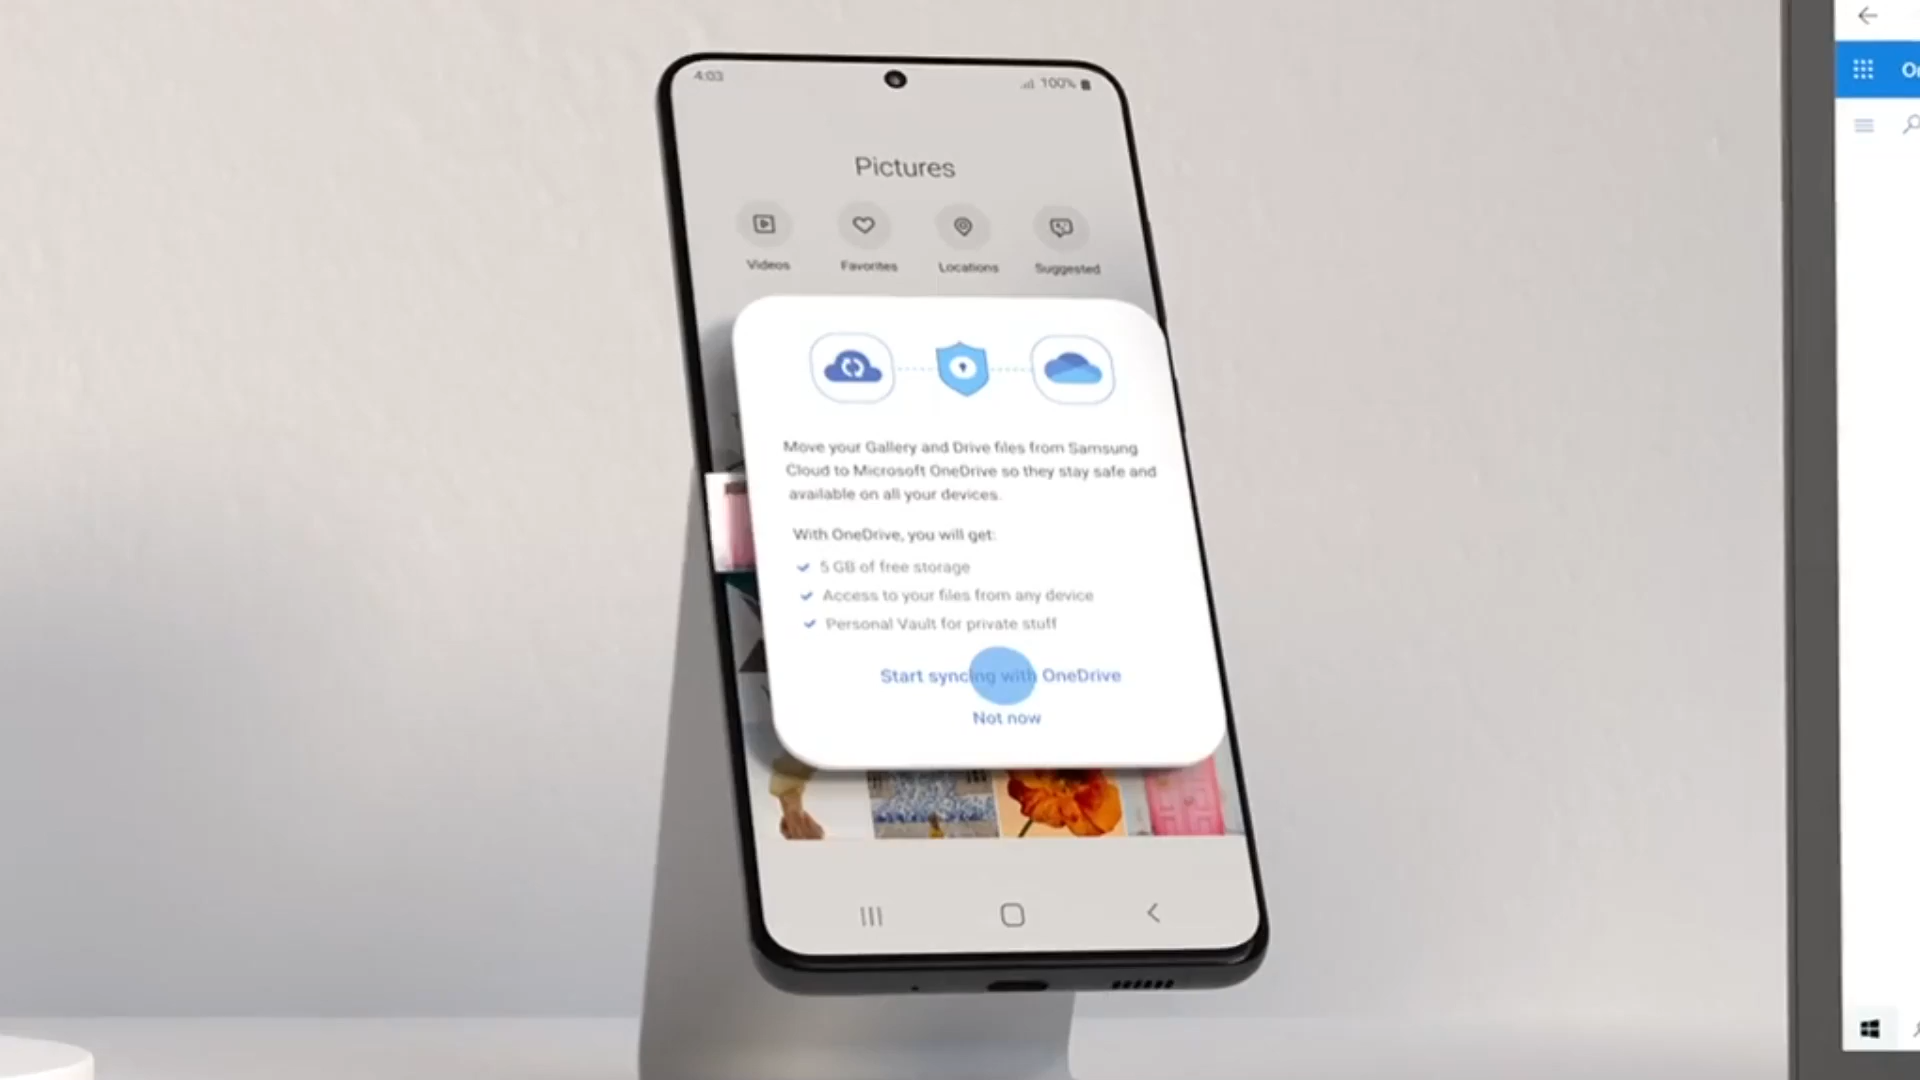 4:03
100%
Pictures
Videos
Favorites
Locations
Suggested
Move your Gallery and Drive files from Samsung
Cloud to Microsoft OneDrive so they stay safe and
available on all your devices.
With OneDrive, you will get:
5 GB of free storage
Access to your files from any device
Personal Vault for private stuff
Start syncing with OneDrive
Not now